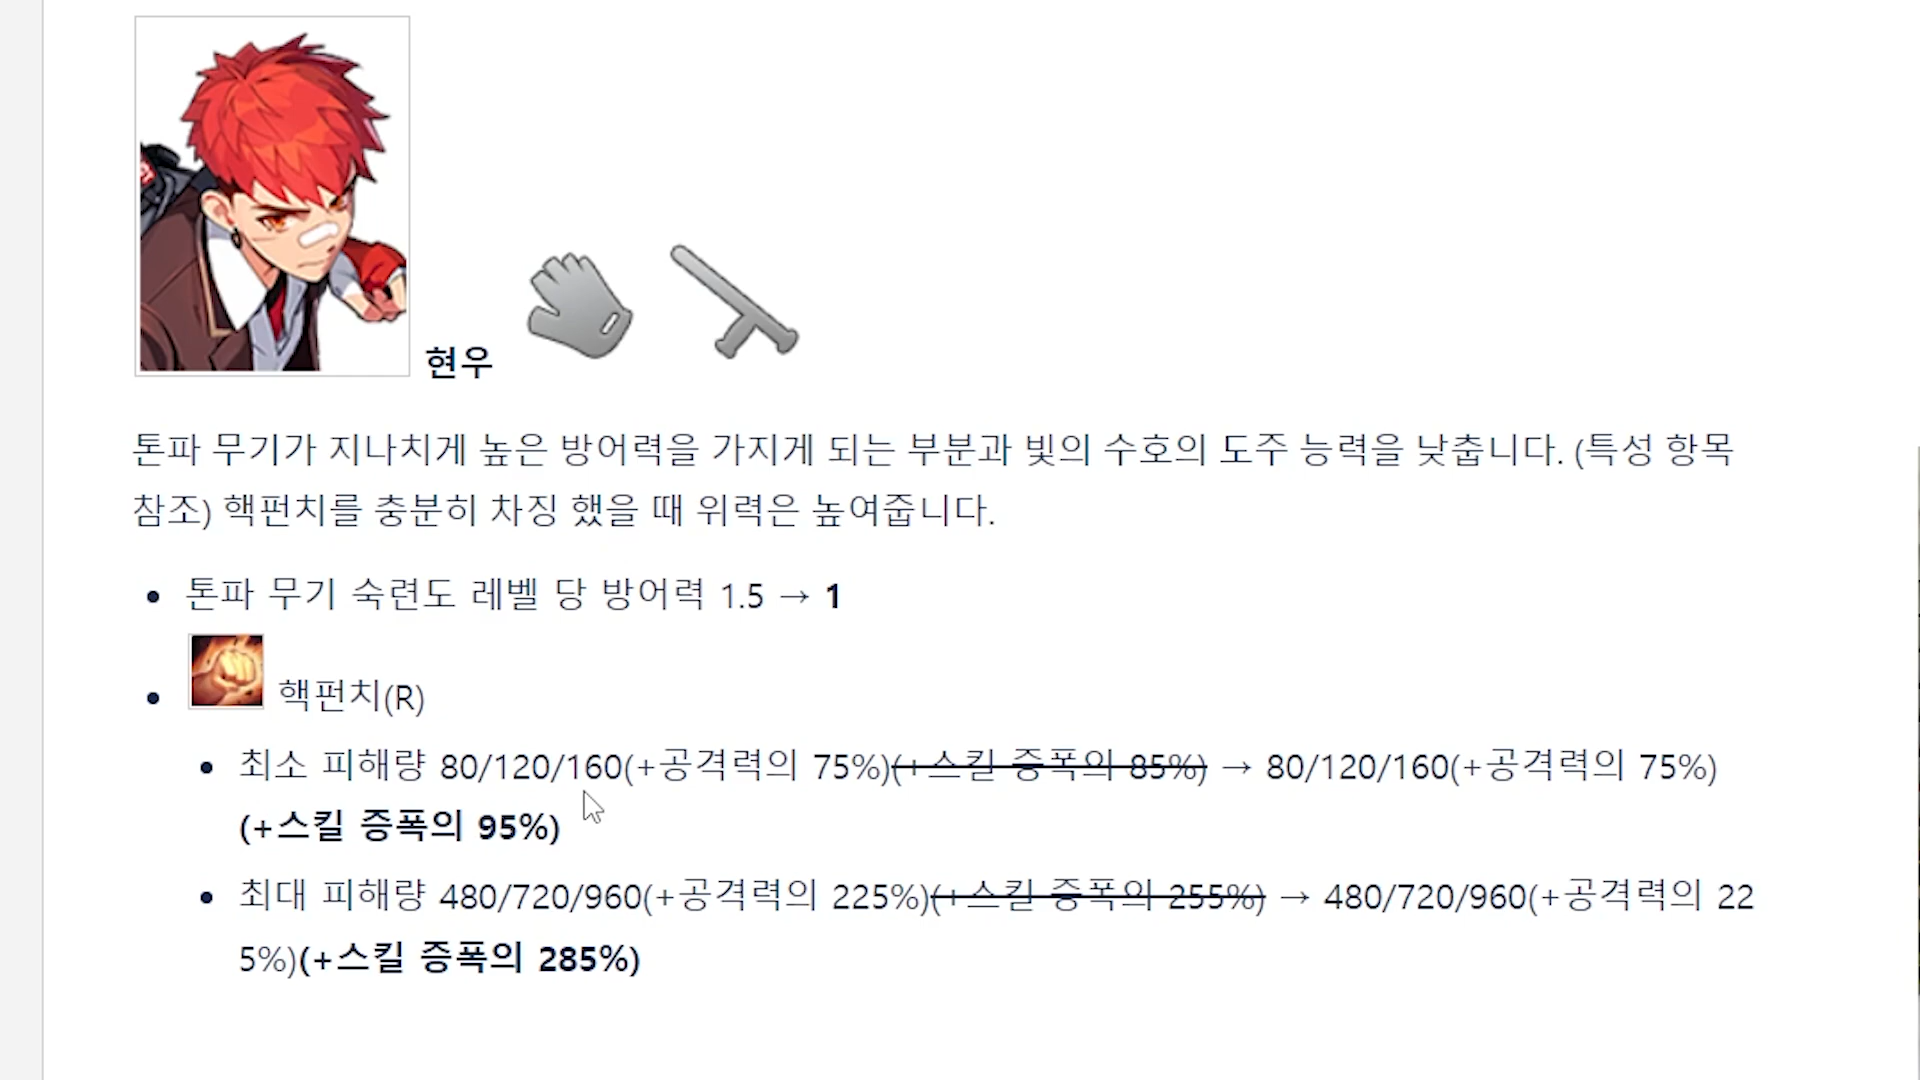 현우
톤파 무기가 지나치게 높은 방어력을 가지게 되는 부분과 빛의 수호의 도주 능력을 낮춥니다. (특성 항목
참조) 핵펀치를 충분히 차징 했을 때 위력은 높여줍니다.
톤파 무기 숙련도 레벨 당 방어력 1.5 → 1
핵펀치(R)
최소 피해량 80/120/160(+공격력의 75%)(+스킬 증폭의 85%) → 80/120/160(+공격력의 75%)
(+스킬 증폭의 95%)
최대 피해량 480/720/960(+공격력의 225%)(+스킬 증폭의 255%) → 480/720/960(+공격력의 22
5%)(+스킬 증폭의 285%)